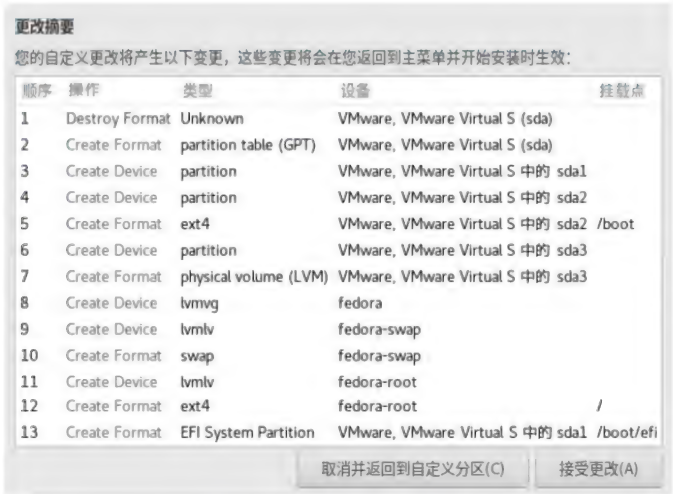 更改摘要
您的自定义更改将产生以下变更，这些变更将会在您返回到主菜单并开始安装时生效：
顺序 操作 类型 设备 挂载点
1 Destroy Format Unknown VMware, VMware Virtual S (sda)
2 Create Format partition table (GPT) VMware, VMware Virtual S (sda)
3 Create Device partition VMware, VMware Virtual S 中的 sda1
4 Create Device partition VMware, VMware Virtual S 中的 sda2
5 Create Format ext4 VMware, VMware Virtual S 中的 sda2 /boot
6 Create Device partition VMware, VMware Virtual S 中的 sda3
7 Create Format physical volume (LVM) VMware, VMware Virtual S 中的 sda3
8 Create Device lvmvg fedora
9 Create Device lvmlv fedora-swap
10 Create Format swap fedora-swap
11 Create Device lvmlv fedora-root
12 Create Format ext4 fedora-root /
13 Create Format EFI System Partition VMware, VMware Virtual S 中的 sda1 /boot/efi
取消并返回到自定义分区(C) 接受更改(A)